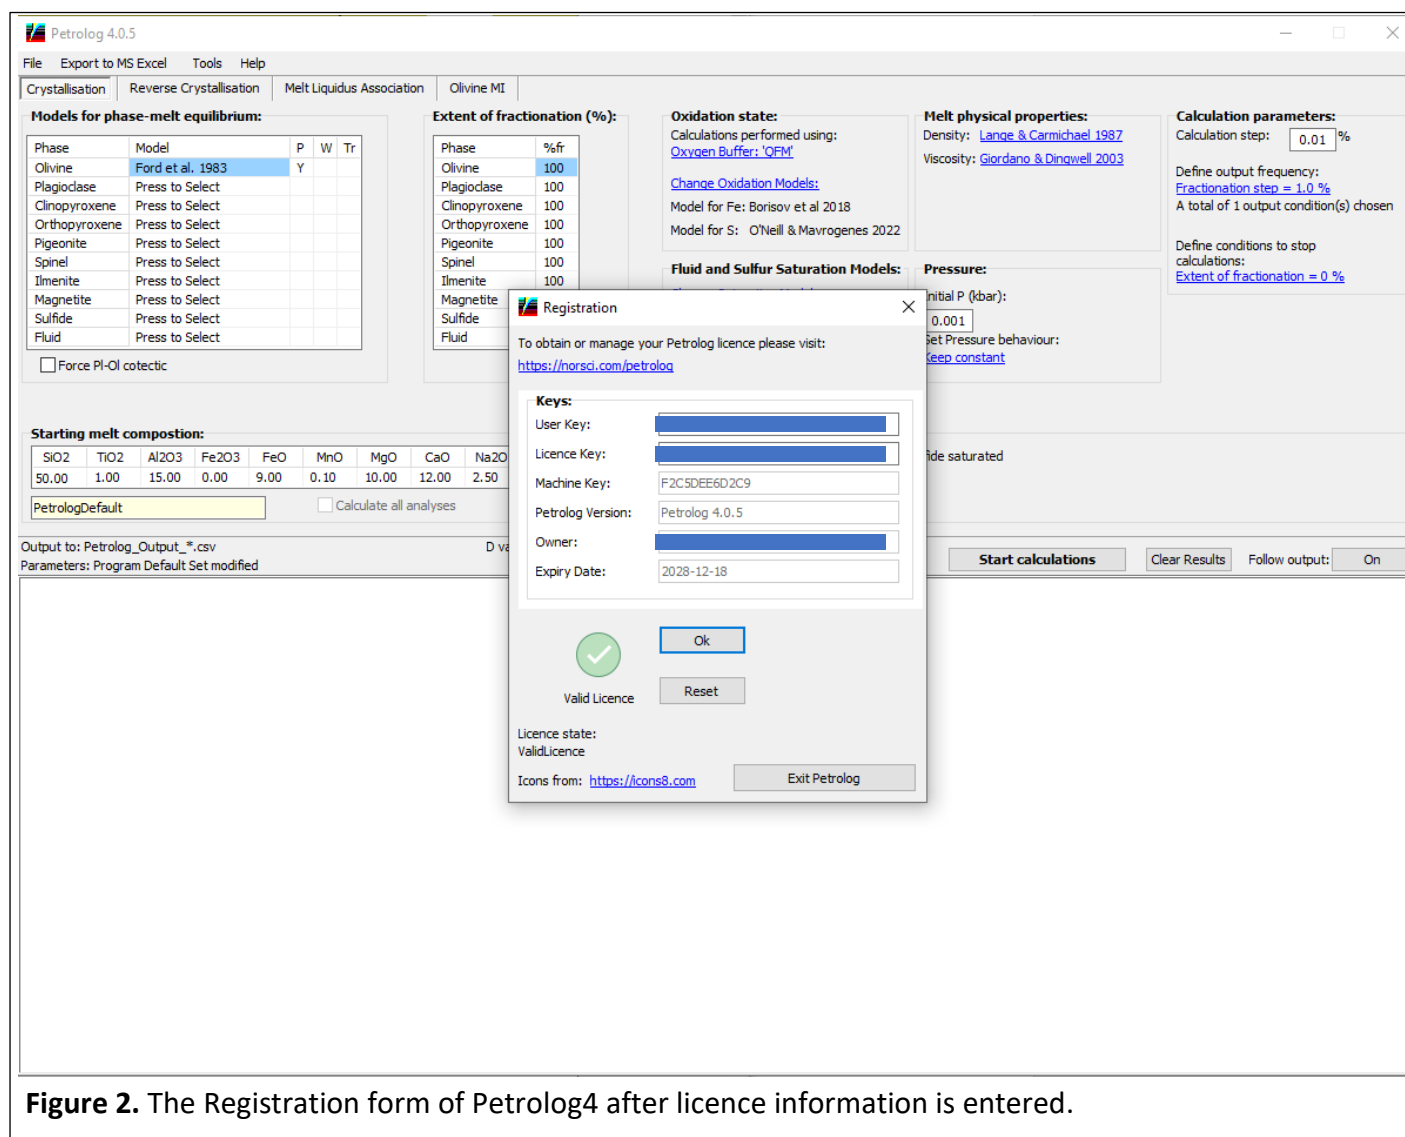 Petrolog 4.0.5
File Export to MS Excel Tools Help
Crystallisation Reverse Crystallisation Melt Liquidus Association Olivine MI
Models for phase-melt equilibrium:
Phase Model P W Tr
Olivine Ford et al. 1983 Y
Plagioclase Press to Select
Clinopyroxene Press to Select
Orthopyroxene Press to Select
Pigeonite Press to Select
Spinel Press to Select
Ilmenite Press to Select
Magnetite Press to Select
Sulfide Press to Select
Fluid Press to Select
Force Pl-Ol cotectic
Extent of fractionation (%):
Phase %fr
Olivine 100
Plagioclase 100
Clinopyroxene 100
Orthopyroxene 100
Pigeonite 100
Spinel 100
Ilmenite 100
Magnetite
Sulfide
Fluid
Oxidation state:
Calculations performed using:
Oxygen Buffer: 'QFM'
Change Oxidation Models:
Model for Fe: Borisov et al 2018
Model for S: O'Neill & Mavrogenes 2022
Fluid and Sulfur Saturation Models:
Melt physical properties:
Density: Lange & Carmichael 1987
Viscosity: Giordano & Dingwell 2003
Pressure:
Initial P (kbar):
0.001
Set Pressure behaviour:
Keep constant
Calculation parameters:
Calculation step: 0.01 %
Define output frequency:
Fractionation step = 1.0 %
A total of 1 output condition(s) chosen
Define conditions to stop
calculations:
Extent of fractionation = 0 %
Starting melt compostion:
SiO2 TiO2 Al2O3 Fe2O3 FeO MnO MgO CaO Na2O
50.00 1.00 15.00 0.00 9.00 0.10 10.00 12.00 2.50
PetrologDefault Calculate all analyses
fide saturated
Output to: Petrolog_Output_*.csv
Parameters: Program Default Set modified
D va
Start calculations Clear Results Follow output: On
Registration
To obtain or manage your Petrolog licence please visit:
https://norsci.com/petrolog
Keys:
User Key:
Licence Key:
Machine Key: F2C5DEE6D2C9
Petrolog Version: Petrolog 4.0.5
Owner:
Expiry Date: 2028-12-18
Ok
Valid Licence
Reset
Licence state:
ValidLicence
Icons from: https://icons8.com
Exit Petrolog
Figure 2. The Registration form of Petrolog4 after licence information is entered.